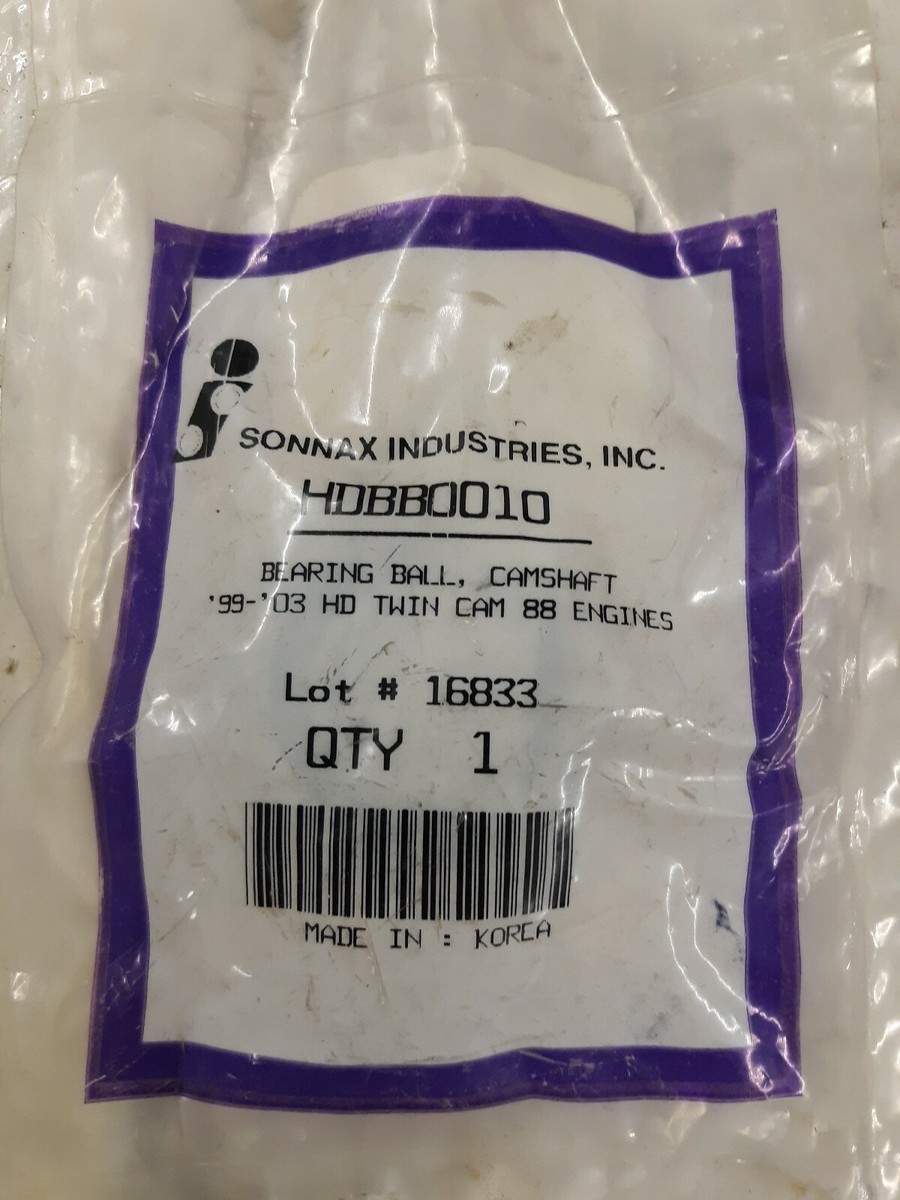 SONNAX INDUSTRIES, INC.
HDBB0010
BEARING BALL, CAMSHAFT
'99-'03 HD TWIN CAM 88 ENGINES
Lot # 16833
QTY 1
MADE IN : KOREA